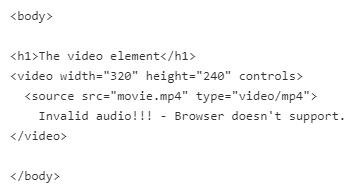 <body>
<h1>The video element</h1>
<video width="320" height="240" controls>
<source src="movie.mp4" type="video/mp4">
Invalid audio!!! - Browser doesn't support.
</video>
</body>